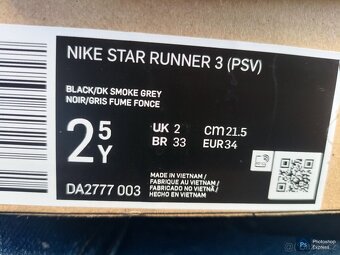 NIKE STAR RUNNER 3 (PSV)
BLACK/DK SMOKE GREY
NOIR/GRIS FUME FONCE
2 5Y
UK 2 cm 21.5
BR 33 EUR 34
MADE IN VIETNAM /
FABRIQUE AU VIETNAM /
FABRICADO NO VIETNÃ /
HECHO EN VIETNAM
DA2777 003
Photoshop
Express